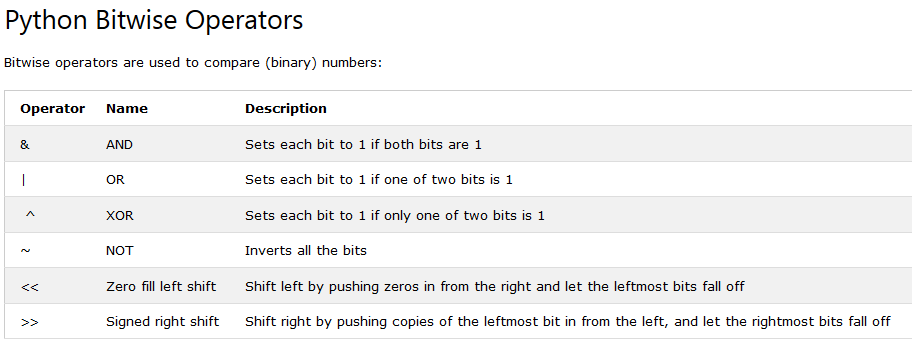 Python Bitwise Operators
Bitwise operators are used to compare (binary) numbers:
Operator Name Description
& AND Sets each bit to 1 if both bits are 1
| OR Sets each bit to 1 if one of two bits is 1
^ XOR Sets each bit to 1 if only one of two bits is 1
~ NOT Inverts all the bits
<< Zero fill left shift Shift left by pushing zeros in from the right and let the leftmost bits fall off
>> Signed right shift Shift right by pushing copies of the leftmost bit in from the left, and let the rightmost bits fall off